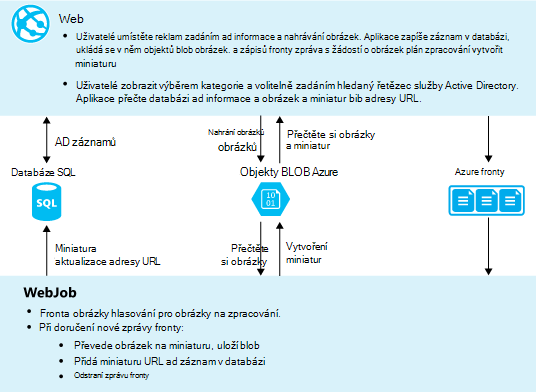 Web
Uživatelé umístěte reklam zadáním ad informace a nahrávání obrázek. Aplikace zapíše záznam v databázi,
ukládá se v něm objektů blob obrázek. a zápisů fronty zpráva s žádostí o obrázek plán zpracování vytvořit
miniaturu
Uživatelé zobrazit výběrem kategorie a volitelně zadáním hledaný řetězec služby Active Directory.
Aplikace přečte databázi ad informace a obrázek a miniatur bib adresy URL.
AD záznamů
Nahrání obrázků
obrázků
Přečtěte si obrázky
a miniatur
Databáze SQL
Objekty BLOB Azure
Azure fronty
SQL
10
01
Miniatura
aktualizace adresy URL
Přečtěte
si obrázky
Vytvoření
miniatur
WebJob
Fronta obrázky hlasování pro obrázky na zpracování.
Při doručení nové zprávy fronty:
Převede obrázek na miniaturu, uloží blob
Přidá miniaturu URL ad záznam v databázi
Odstraní zprávu fronty